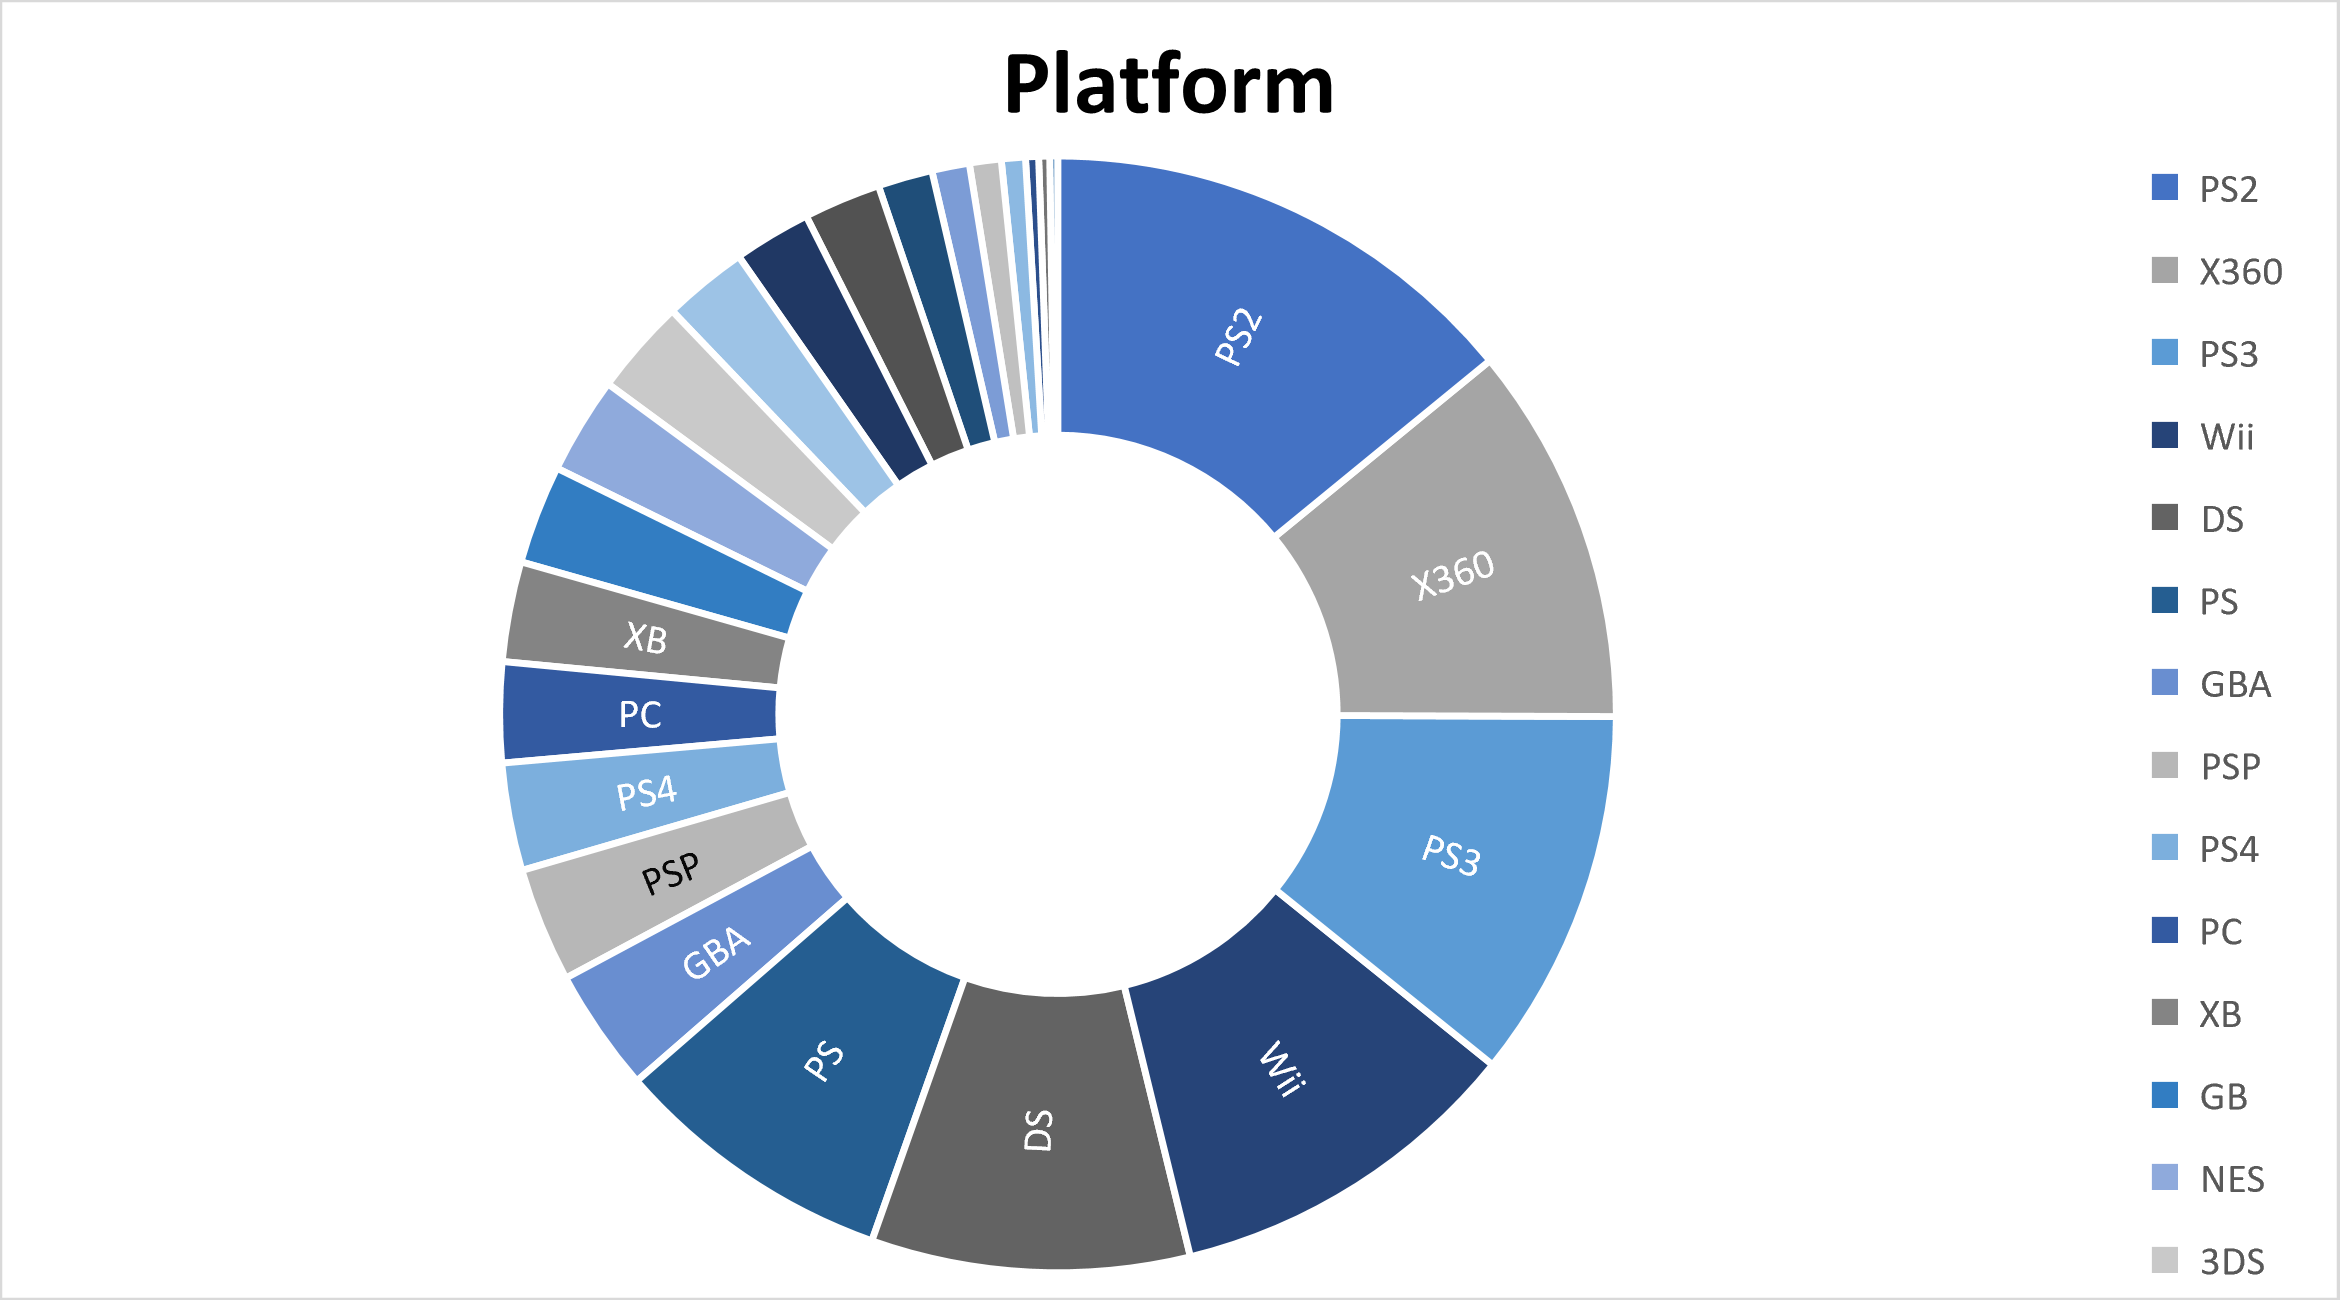 Platform
PS2
X360
PS3
Wii
DS
PS
GBA
PSP
PS4
PC
XB
PS2
X360
PS3
Wii
DS
PS
GBA
PSP
PS4
PC
XB
GB
NES
3DS